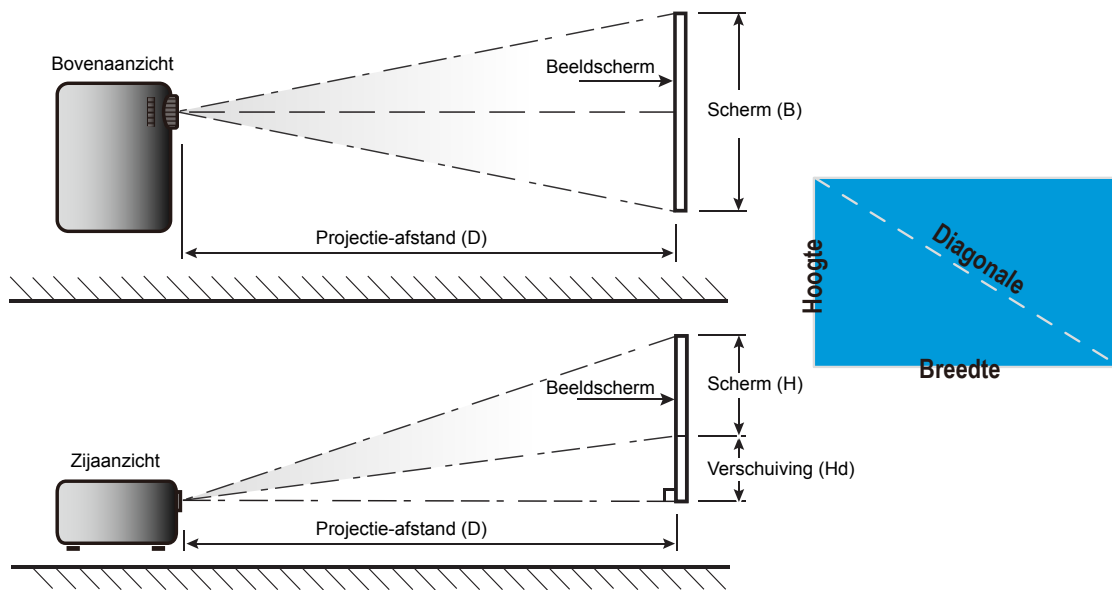 Bovenaanzicht
Beeldscherm
Scherm (B)
Projectie-afstand (D)
Hoogte
Diagonale
Breedte
Beeldscherm
Scherm (H)
Zijaanzicht
Verschuiving (Hd)
Projectie-afstand (D)